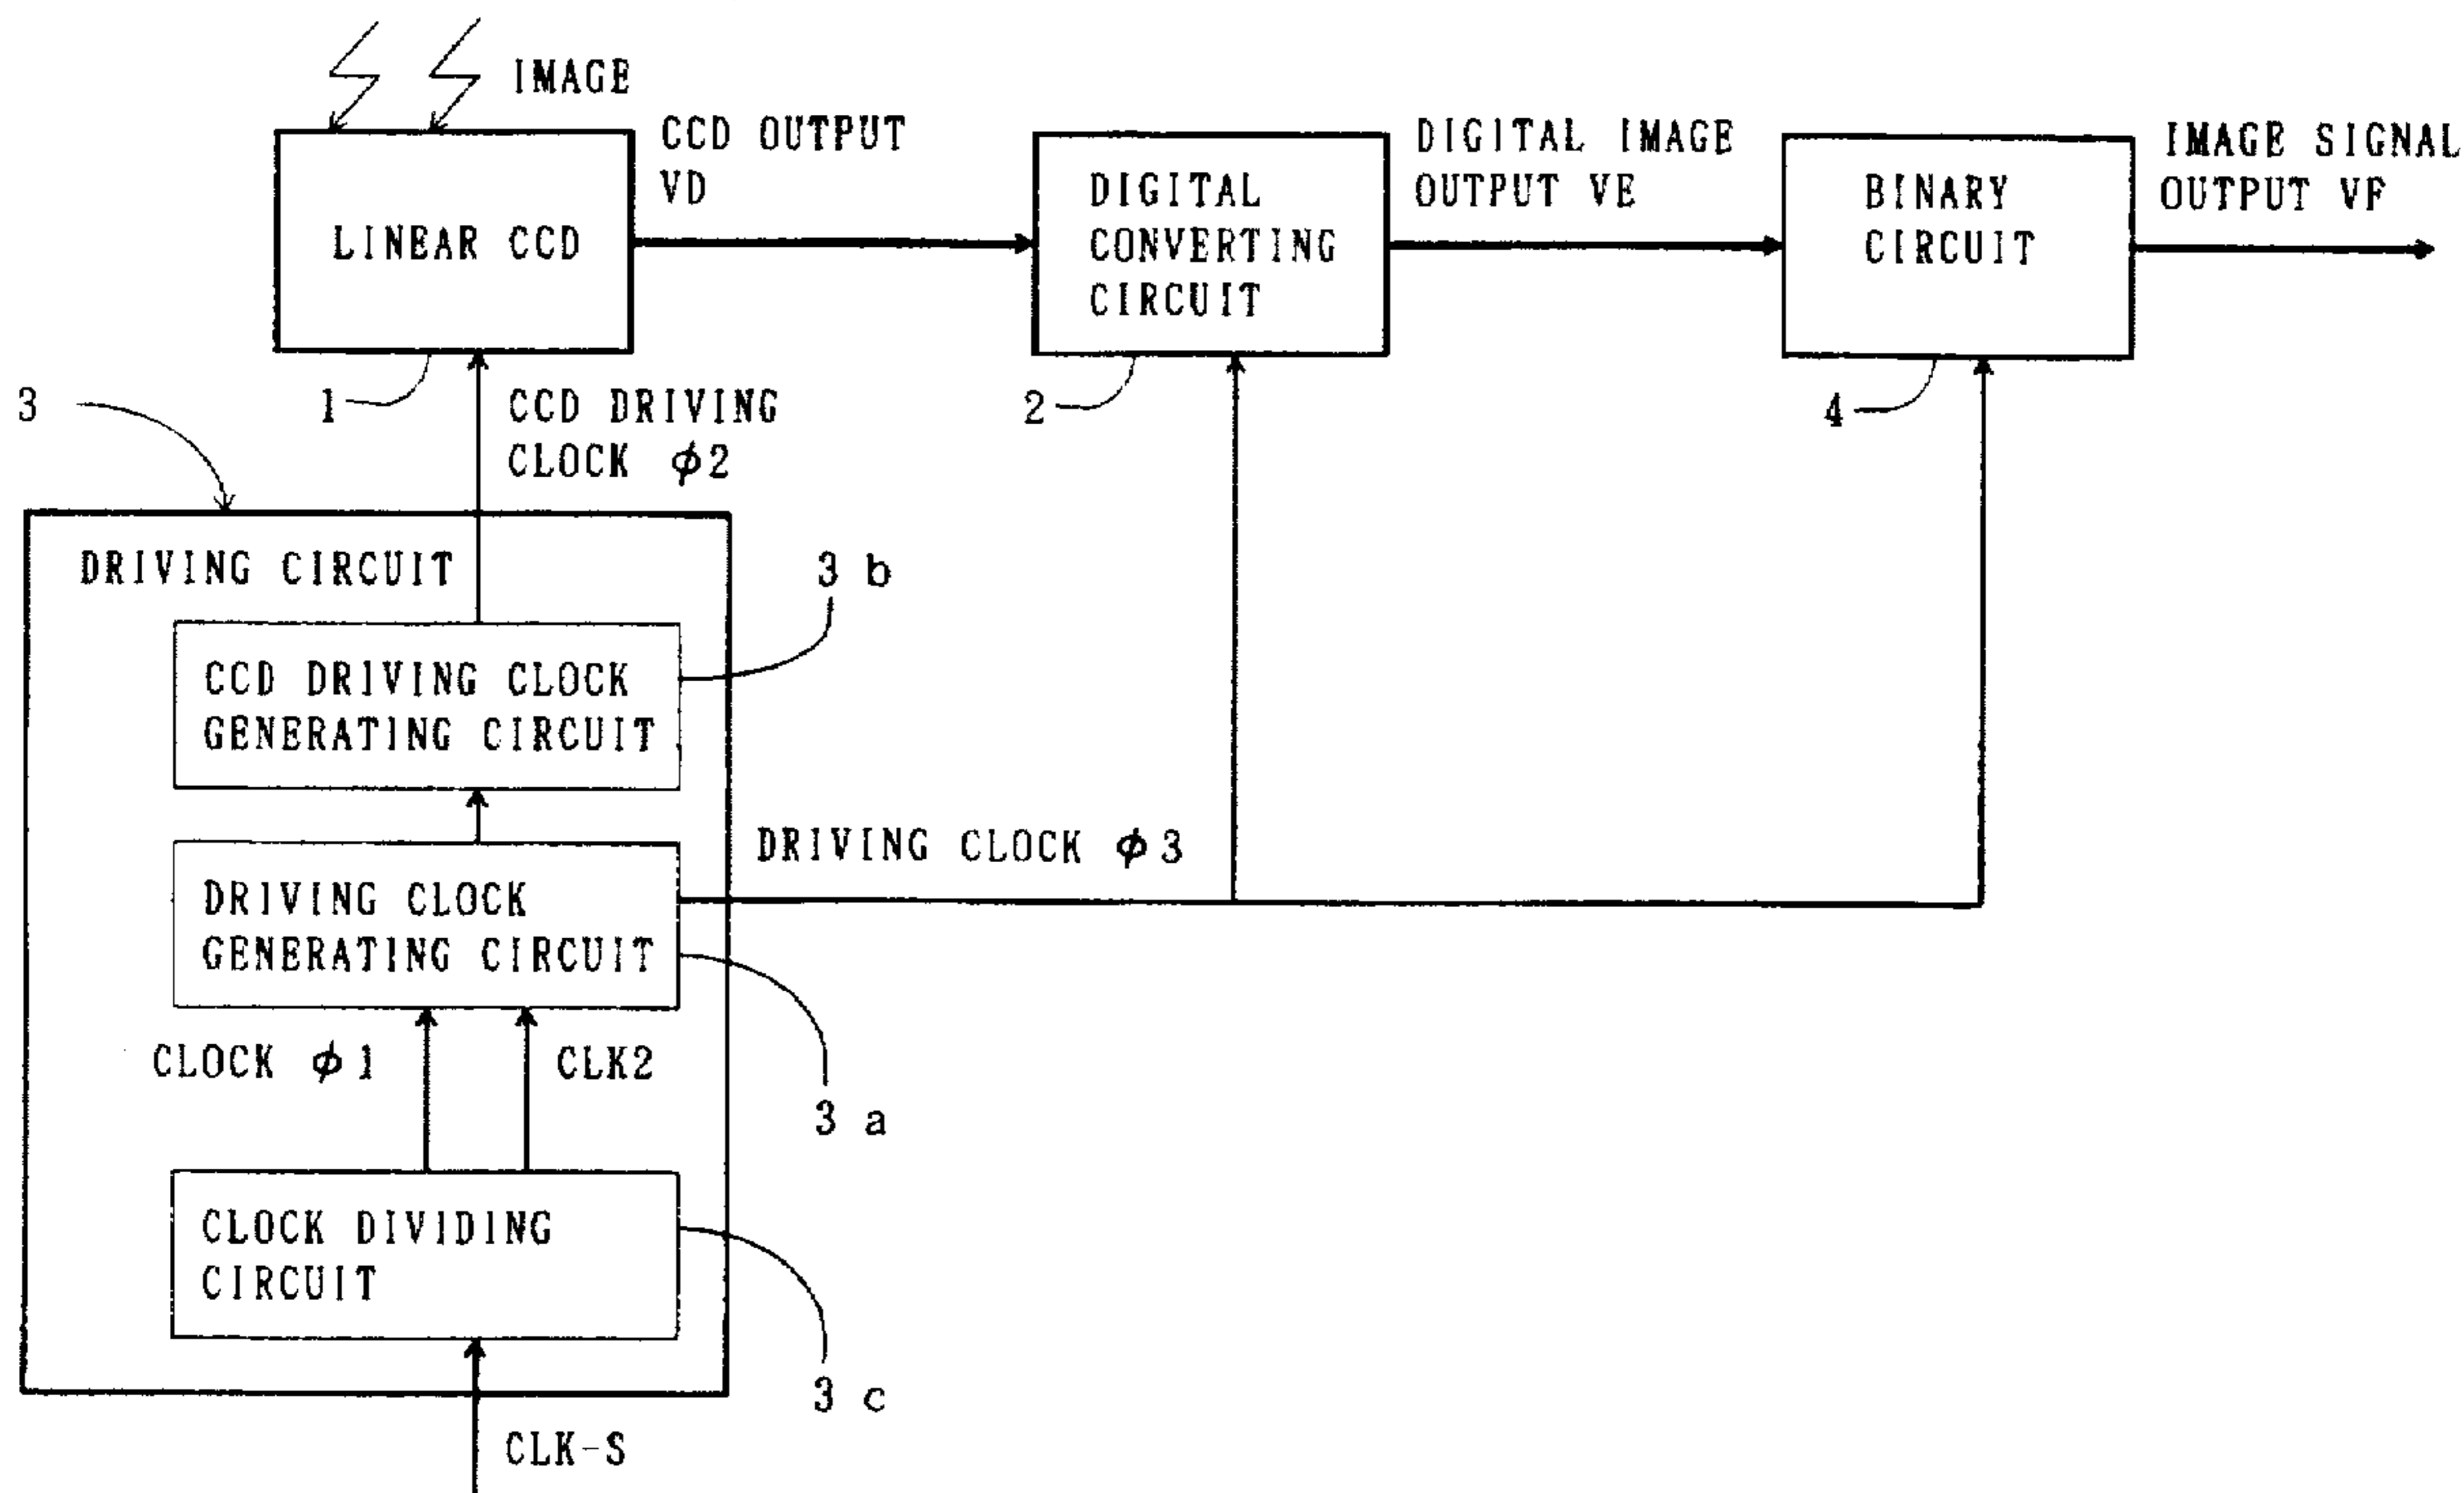 IMAGE
CCD OUTPUT
VD
DIGITAL IMAGE
OUTPUT VE
IMAGE SIGNAL
OUTPUT VF
LINEAR CCD
DIGITAL
CONVERTING
CIRCUIT
BINARY
CIRCUIT
3
1
CCD DRIVING
CLOCK ϕ2
2
4
DRIVING CIRCUIT
3 b
CCD DRIVING CLOCK
GENERATING CIRCUIT
DRIVING CLOCK ϕ3
DRIVING CLOCK
GENERATING CIRCUIT
CLOCK ϕ1
CLK2
3 a
CLOCK DIVIDING
CIRCUIT
3 c
CLK-S